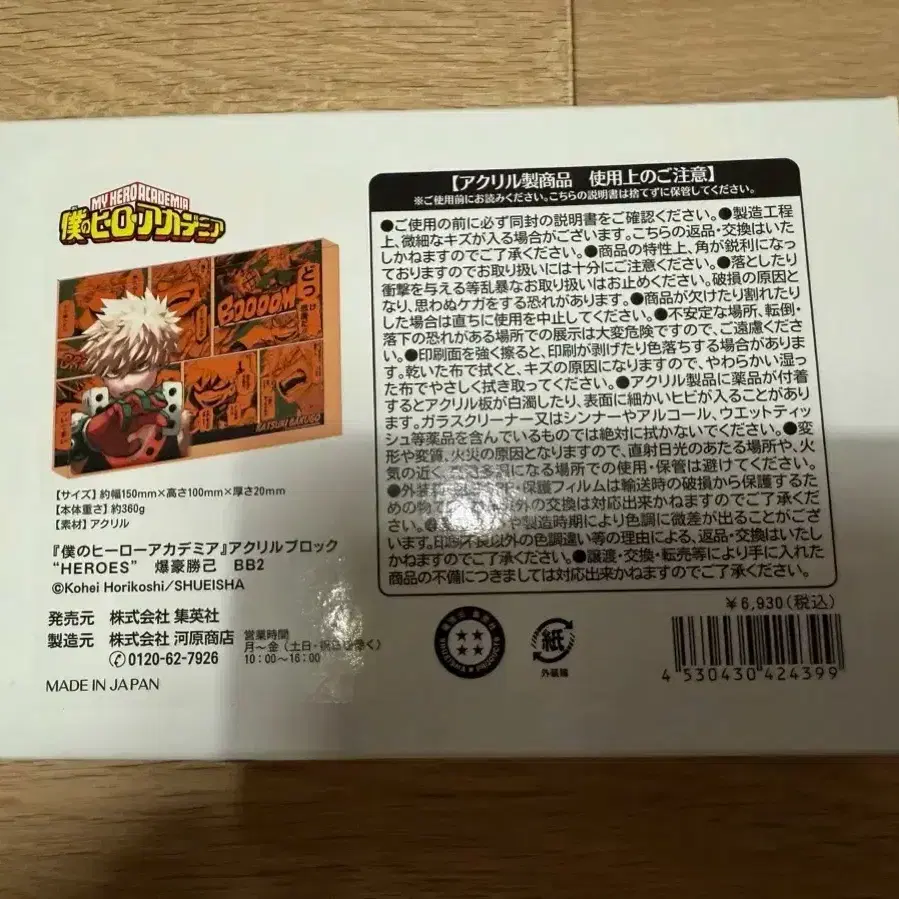 MY HERO ACADEMIA
僕のヒーローアカデミア
BOOOOM
KATSUKI BAKUGO
【サイズ】約幅150mm×高さ100mm×厚さ20mm
【本体重さ】約360g
【素材】アクリル
『僕のヒーローアカデミア』アクリルブロック
“HEROES” 爆豪勝己 BB2
©Kohei Horikoshi/SHUEISHA
発売元 株式会社 集英社
製造元 株式会社 河原商店
0120-62-7926
営業時間
月~金(土日・祝日を除く)
10:00~16:00
MADE IN JAPAN
【アクリル製商品 使用上のご注意】
※ご使用前にお読みください。こちらの説明書は捨てずに保管してください。
●ご使用の前に必ず同封の説明書をご確認ください。●製造工程
上、微細なキズが入る場合がございます。こちらの返品・交換はいた
しかねますのでご了承ください。●商品の特性上、角が鋭利になっ
ておりますのでお取り扱いには十分にご注意ください。●落としたり
衝撃を与える等乱暴なお取り扱いはお止めください。破損の原因と
なり、思わぬケガをする恐れがあります。●商品が欠けたり割れたり
した場合は直ちに使用を中止してください。●不安定な場所、転倒・
落下の恐れがある場所での展示は大変危険ですので、ご遠慮くださ
い。●印刷面を強く擦ると、印刷が剥げたり色落ちする場合がありま
す。乾いた布で拭くと、キズの原因になりますので、やわらかい湿っ
た布でやさしく拭き取ってください。●アクリル製品に薬品が付着
するとアクリル板が白濁したり、表面に細かいヒビが入ることがあり
ます。ガラスクリーナー又はシンナーやアルコール、ウエットティッ
シュ等薬品を含んでいるものでは絶対に拭かないでください。●変
形や変質、火災の原因となりますので、直射日光のあたる場所や、火
気の近く、高温多湿になる場所での使用・保管は避けてください。
●外装 ・保護フィルムは輸送時の破損から保護するた
めの物で 以外の交換は対応出来かねますのでご了承くださ
い。● や製造時期により色調に微差が出ることがござ
います。印刷不良以外の色調違い等の理由による、返品・交換はいたし
かねますのでご了承ください。●譲渡・交換・転売等により手に入れた
商品の不備につきましては対応出来かねますのでご了承ください。
¥6,930(税込)
SHUEISHA PRODUCTS
紙
外装箱
4 530430 424399